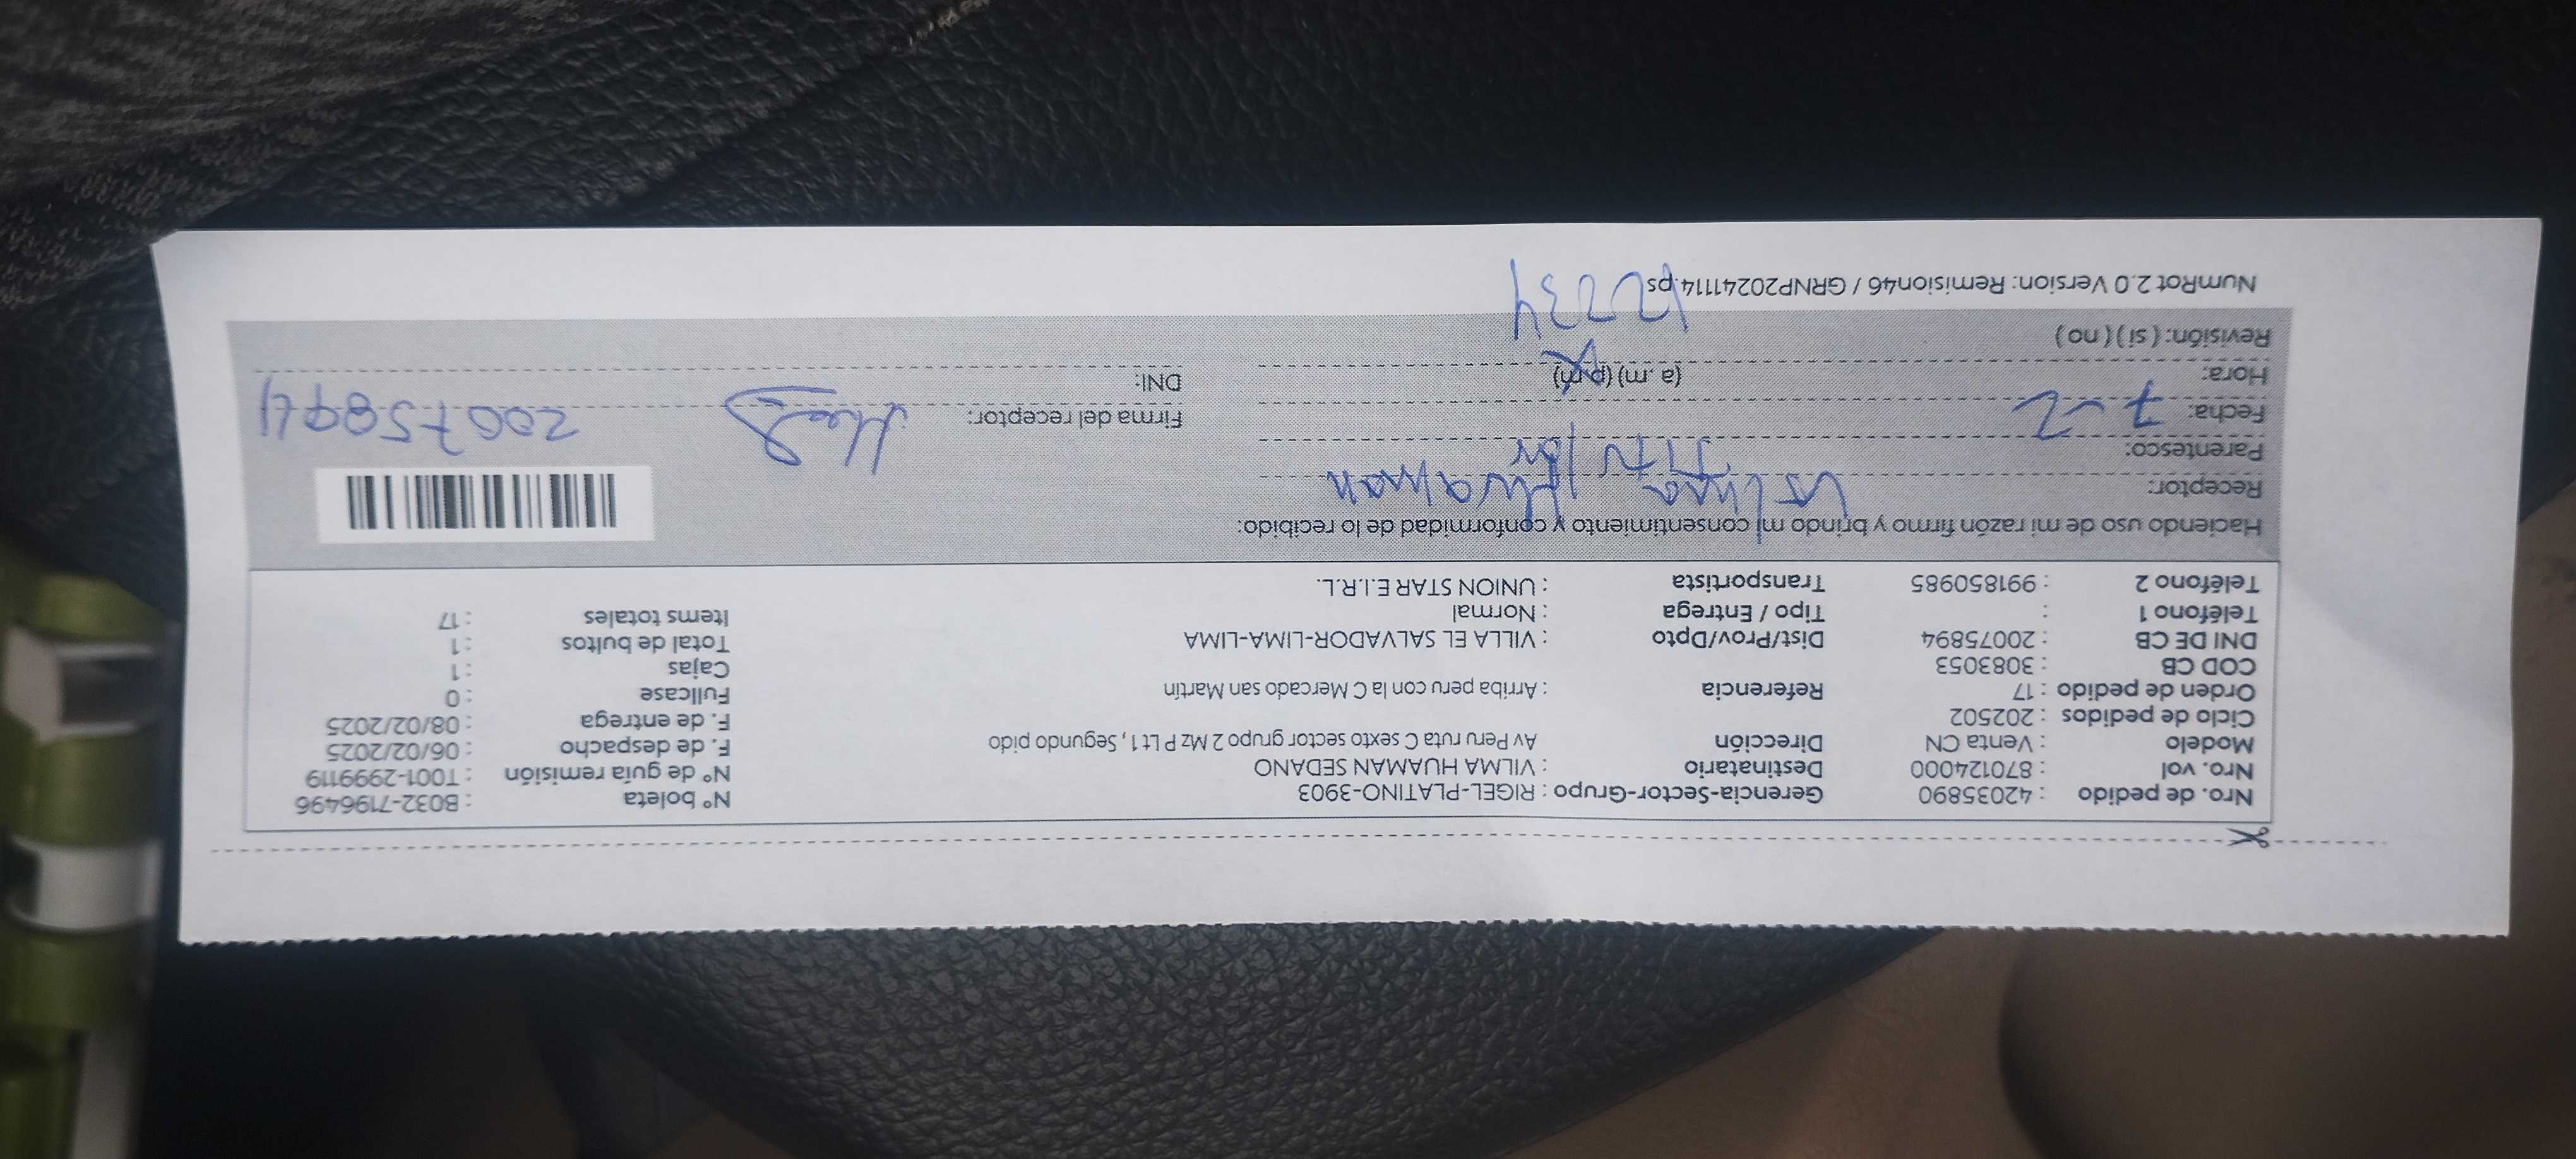 Nro. de pedido : 42035890 Gerencia-Sector-Grupo : RIGEL-PLATINO-3903 N° boleta : B032-7196496
Nro. vol : 870124000 Destinatario : VILMA HUAMAN SEDANO N° de guía remisión : T001-2999119
Modelo : Venta CN Dirección Av Peru ruta C sexto sector grupo 2 Mz P Lt 1 , Segundo pido F. de despacho : 06/02/2025
Ciclo de pedidos : 202502 F. de entrega : 08/02/2025
Orden de pedido : 17 Referencia : Arriba peru con la C Mercado san Martín Fullcase : 0
COD CB : 3083053 Cajas : 1
DNI DE CB : 20075894 Dist/Prov/Dpto : VILLA EL SALVADOR-LIMA-LIMA Total de bultos : 1
Teléfono 1 : Tipo / Entrega : Normal Items totales : 17
Teléfono 2 : 991850985 Transportista : UNION STAR E.I.R.L.
Haciendo uso de mi razón firmo y brindo mi consentimiento y conformidad de lo recibido:
Receptor: Vilma Huaman
Parentesco: Titular
Fecha: 7-2 Firma del receptor: 20075894
Hora: (a .m) (p.m) DNI:
Revisión: ( si ) ( no )
NumRot 2.0 Version: Remision46 / GRNP20241114.ps